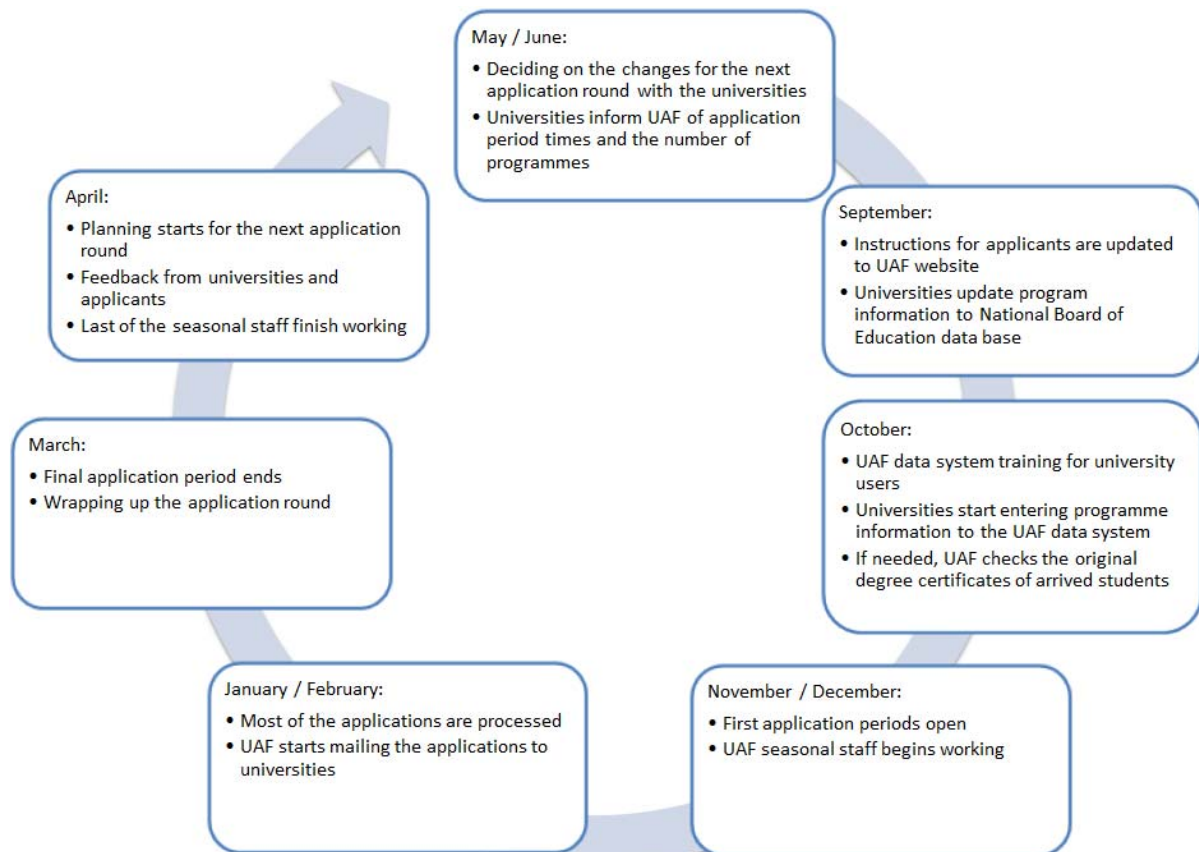 May / June:
• Deciding on the changes for the next
application round with the universities
• Universities inform UAF of application
period times and the number of
programmes
September:
• Instructions for applicants are updated
to UAF website
• Universities update program
information to National Board of
Education data base
October:
• UAF data system training for university
users
• Universities start entering programme
information to the UAF data system
• If needed, UAF checks the original
degree certificates of arrived students
November / December:
• First application periods open
• UAF seasonal staff begins working
January / February:
• Most of the applications are processed
• UAF starts mailing the applications to
universities
March:
• Final application period ends
• Wrapping up the application round
April:
• Planning starts for the next application
round
• Feedback from universities and
applicants
• Last of the seasonal staff finish working